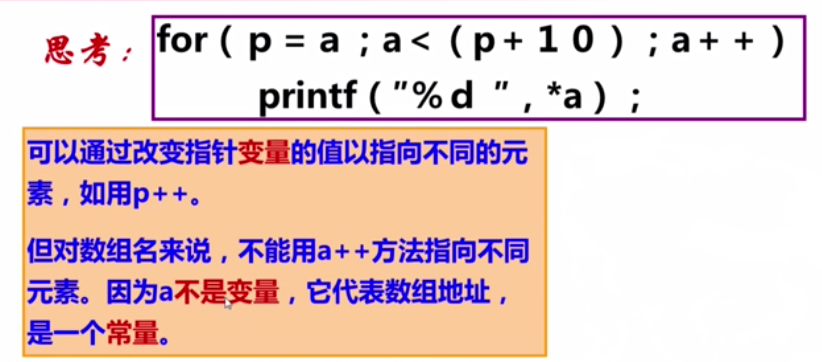 思考：
for ( p = a ; a < ( p + 1 0 ) ; a + + )
printf ( ″% d ″ , *a ) ;
可以通过改变指针变量的值以指向不同的元
素，如用p++。
但对数组名来说，不能用a++方法指向不同
元素。因为a不是变量，它代表数组地址，
是一个常量。